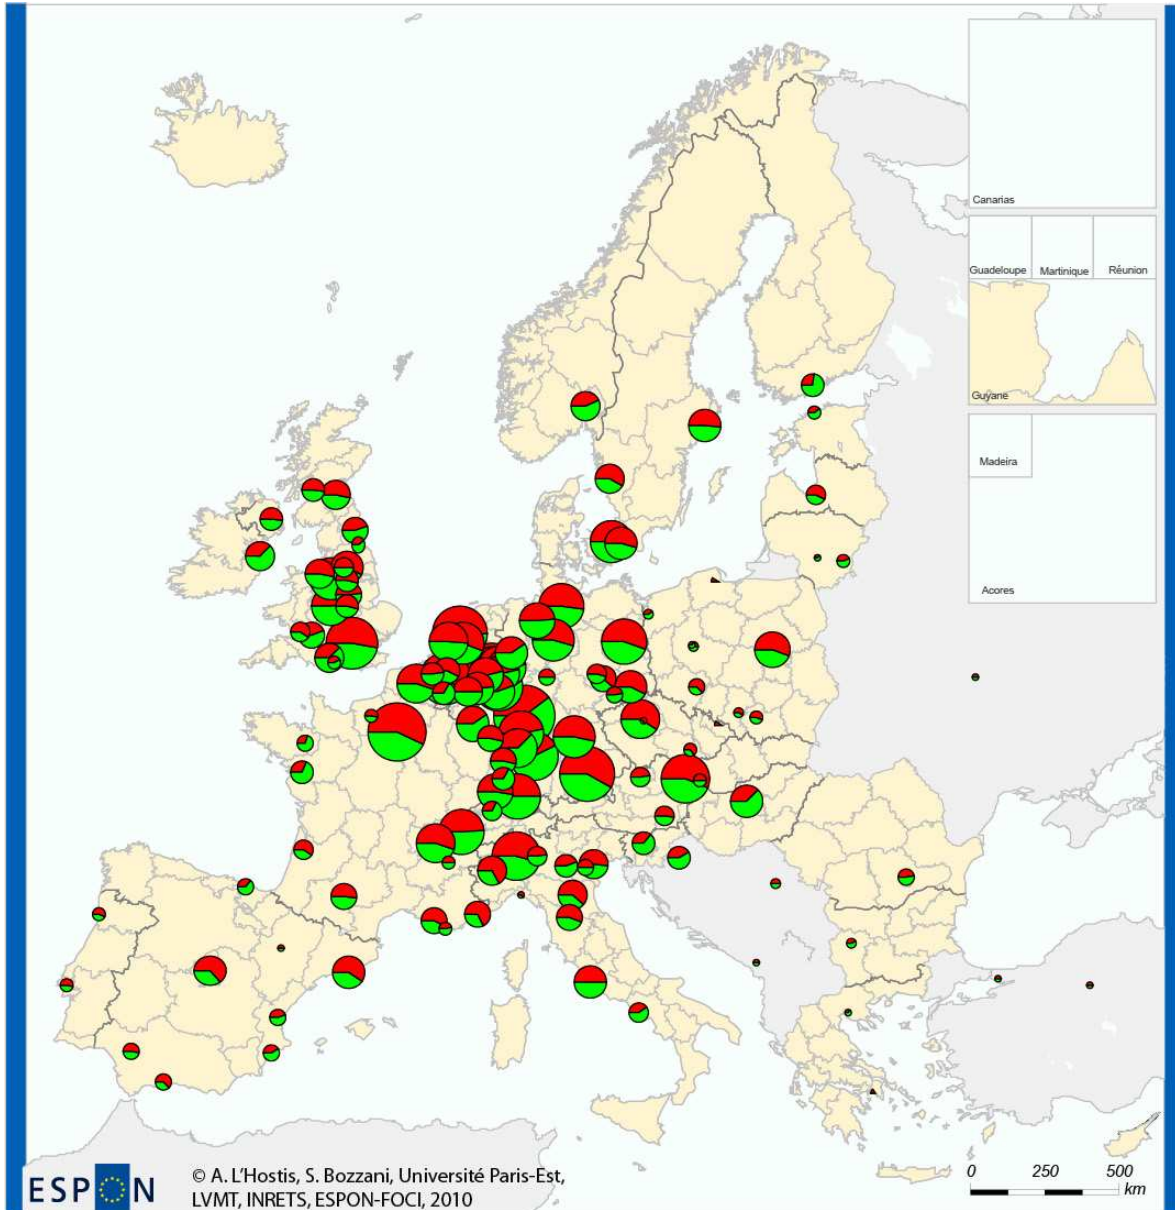 Canarias
Guadeloupe
Martinique
Réunion
Guyane
Madeira
Acores
ESPON
© A. L'Hostis, S. Bozzani, Université Paris-Est,
LVMT, INRETS, ESPON-FOCI, 2010
0 250 500
km